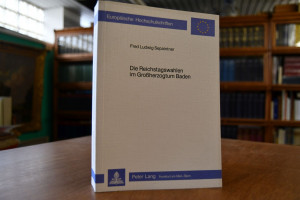 Europäische Hochschulschriften
Fred Ludwig Sepaintner
Die Reichstagswahlen
im Großherzogtum Baden
Peter Lang